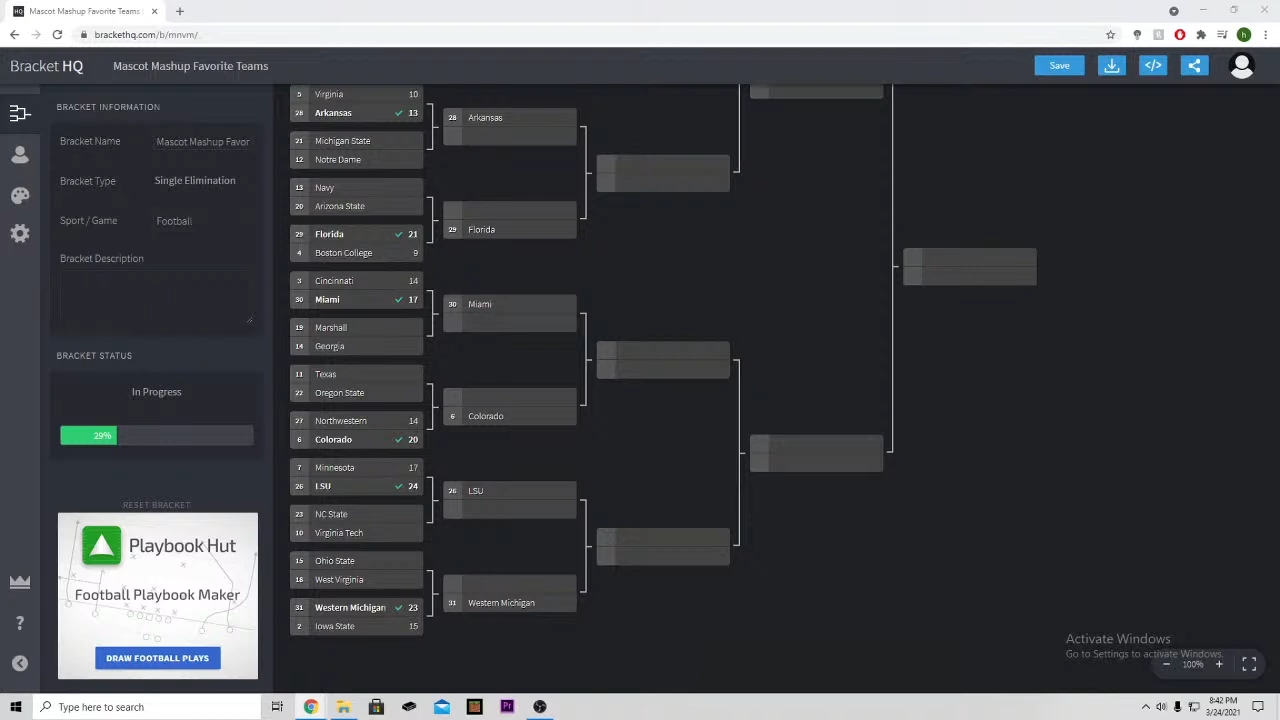 HQ Mascot Mashup Favorite Teams
brackethq.com/b/mnvm/
h
Bracket HQ
Mascot Mashup Favorite Teams
Save
</>
BRACKET INFORMATION
Bracket Name Mascot Mashup Favor
Bracket Type Single Elimination
Sport / Game Football
Bracket Description
BRACKET STATUS
In Progress
29%
RESET BRACKET
Playbook Hut
Football Playbook Maker
DRAW FOOTBALL PLAYS
5 Virginia 10
28 Arkansas 13
21 Michigan State
12 Notre Dame
13 Navy
20 Arizona State
29 Florida 21
4 Boston College 9
3 Cincinnati 14
30 Miami 17
19 Marshall
14 Georgia
11 Texas
22 Oregon State
27 Northwestern 14
6 Colorado 20
7 Minnesota 17
26 LSU 24
23 NC State
10 Virginia Tech
15 Ohio State
18 West Virginia
31 Western Michigan 23
2 Iowa State 15
28 Arkansas
29 Florida
30 Miami
6 Colorado
26 LSU
31 Western Michigan
Activate Windows
Go to Settings to activate Windows.
100%
Type here to search
Pr
8:42 PM
3/24/2021